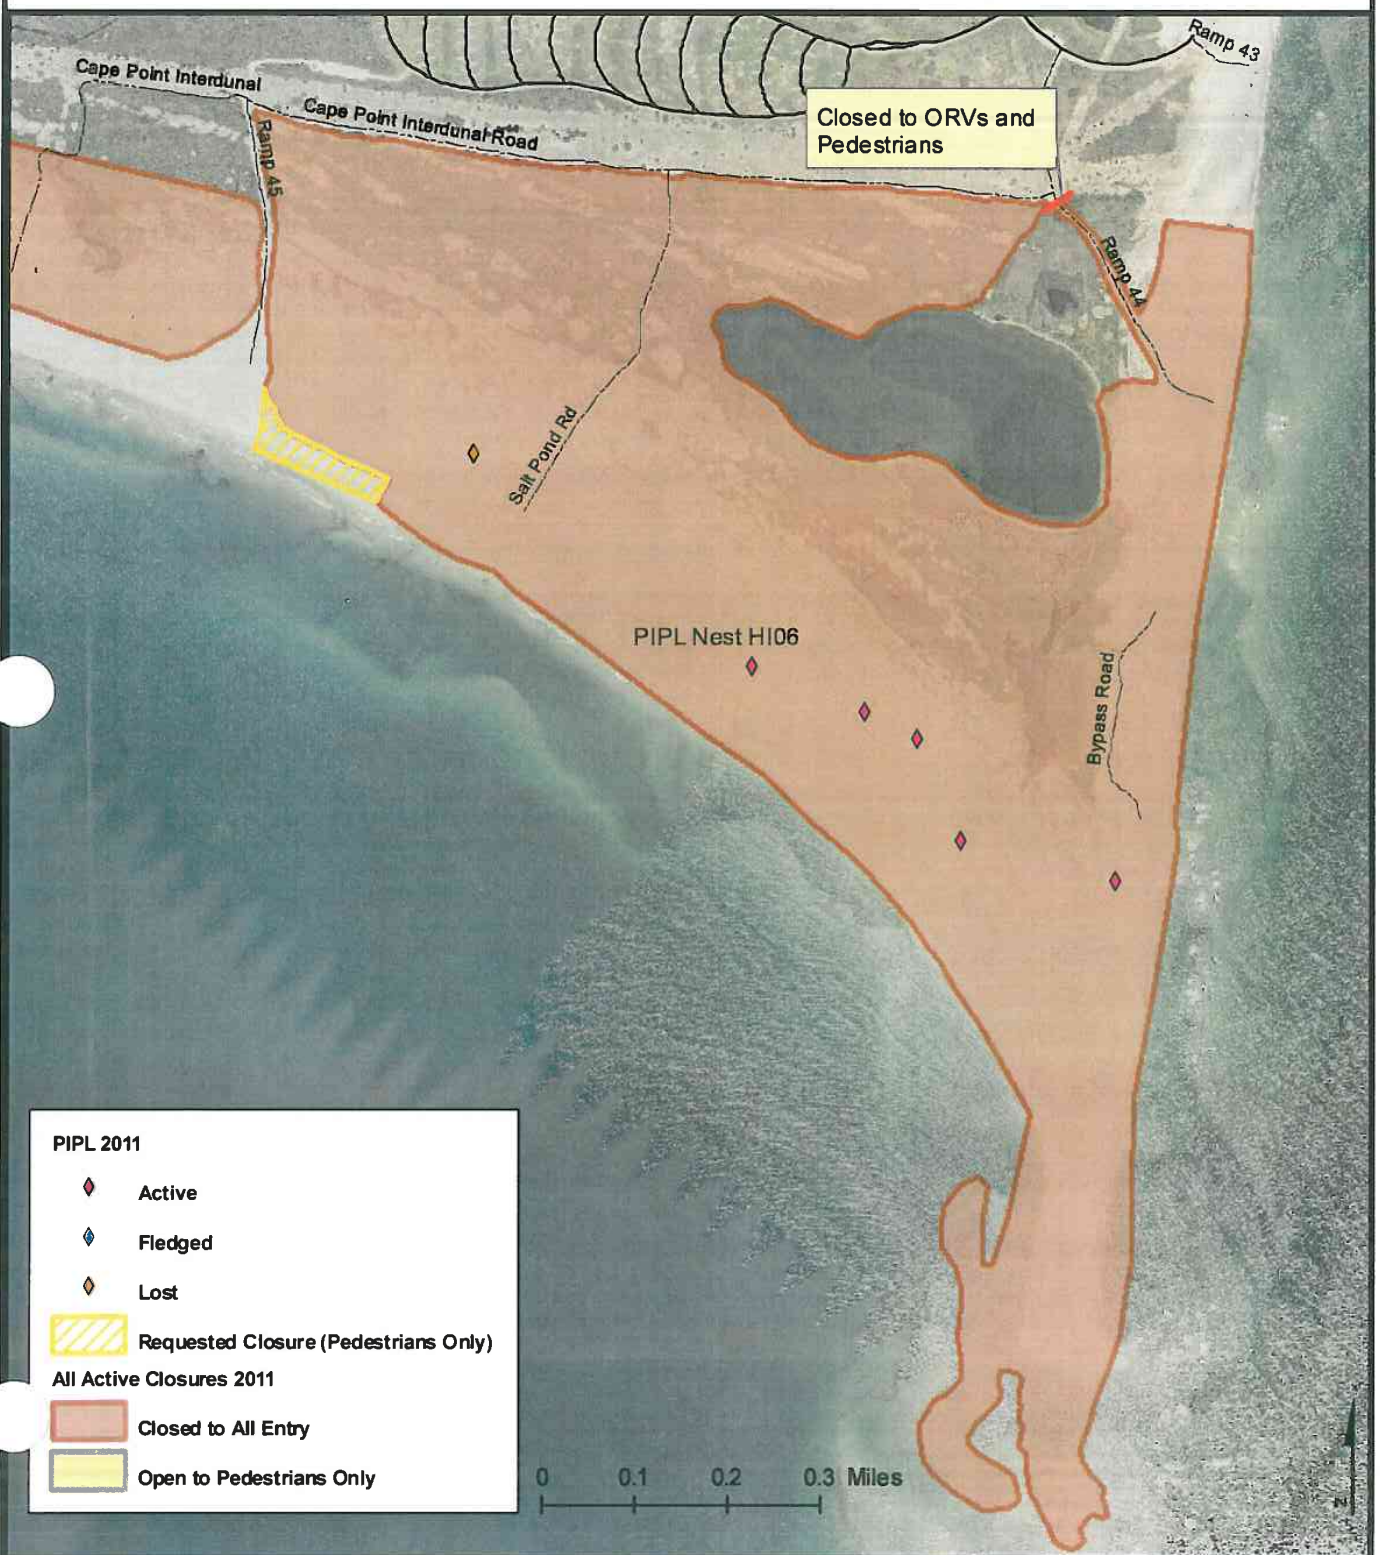 Ramp 43
Cape Point Interdunal
Cape Point Interdunal Road
Closed to ORVs and
Pedestrians
Ramp 45
Ramp 44
Salt Pond Rd
PIPL Nest HI06
Bypass Road
PIPL 2011
Active
Fledged
Lost
Requested Closure (Pedestrians Only)
All Active Closures 2011
Closed to All Entry
Open to Pedestrians Only
0 0.1 0.2 0.3 Miles
N